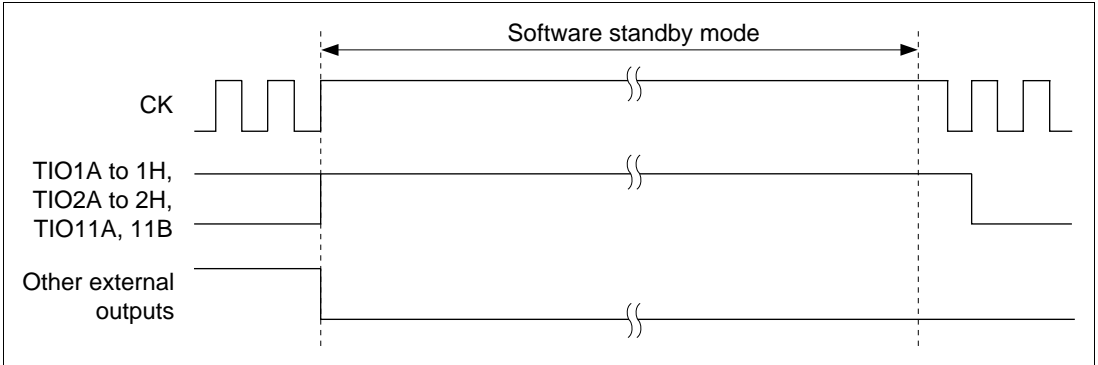 Software standby mode
CK
TIO1A to 1H,
TIO2A to 2H,
TIO11A, 11B
Other external
outputs